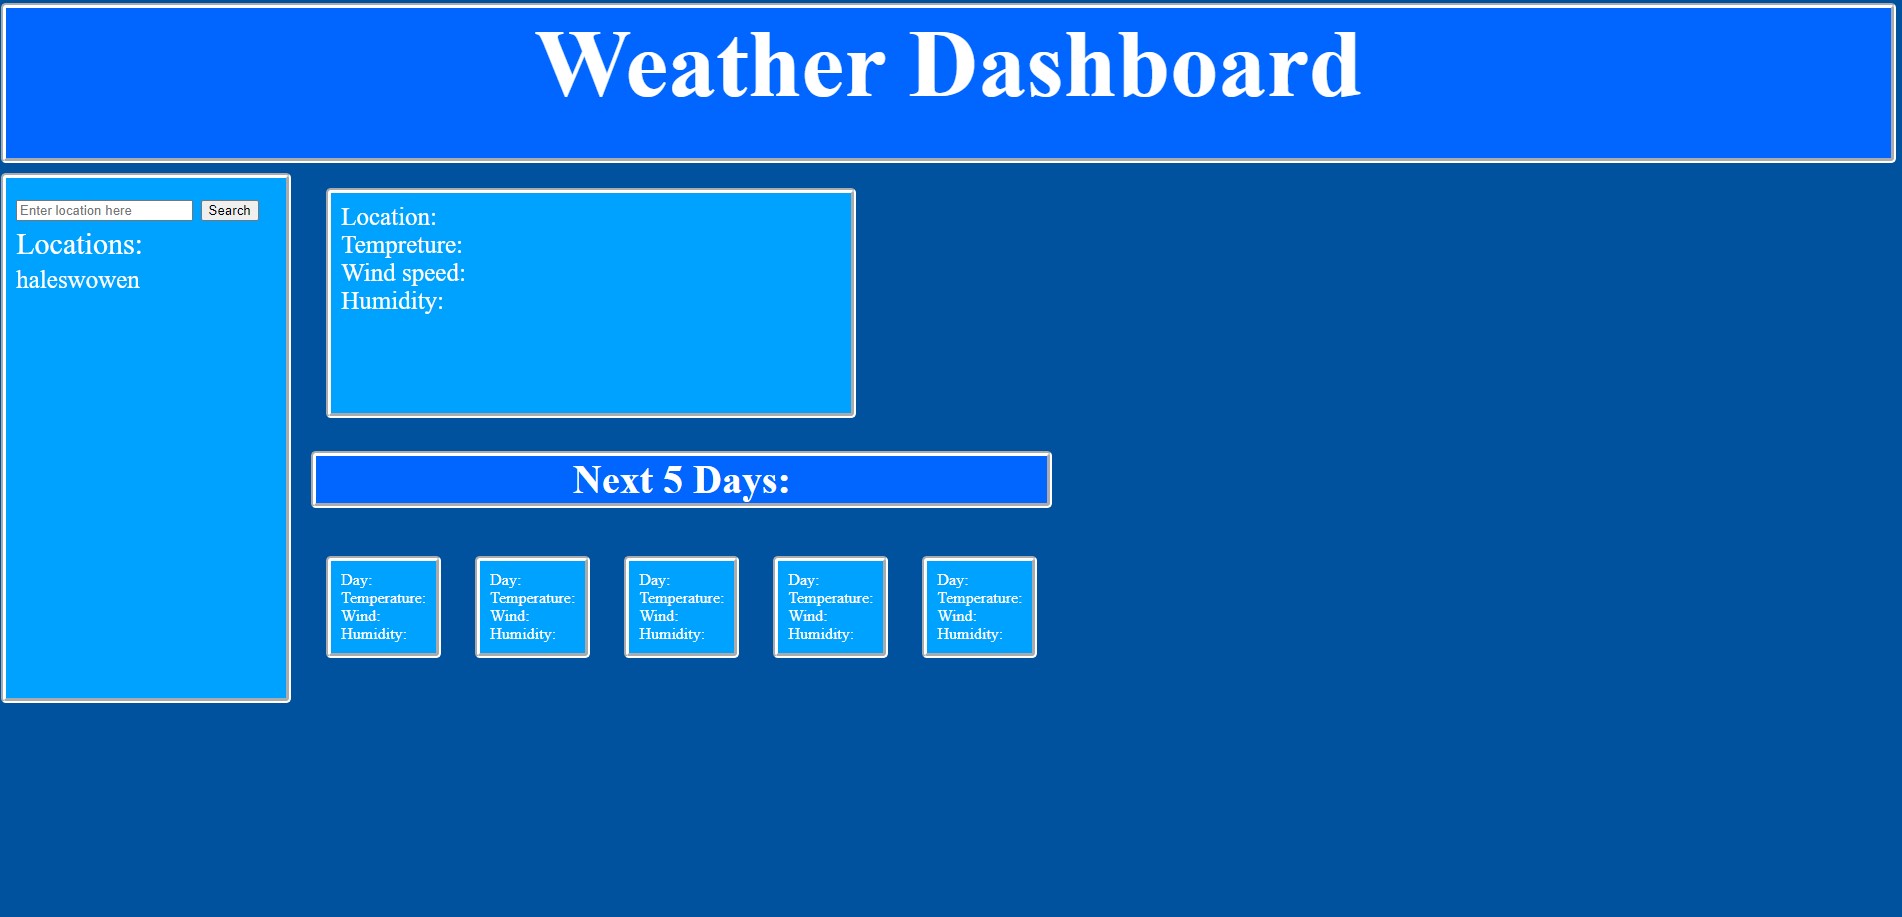 Weather Dashboard
Enter location here Search
Locations:
haleswowen
Location:
Tempreture:
Wind speed:
Humidity:
Next 5 Days:
Day:
Temperature:
Wind:
Humidity:
Day:
Temperature:
Wind:
Humidity:
Day:
Temperature:
Wind:
Humidity:
Day:
Temperature:
Wind:
Humidity:
Day:
Temperature:
Wind:
Humidity: